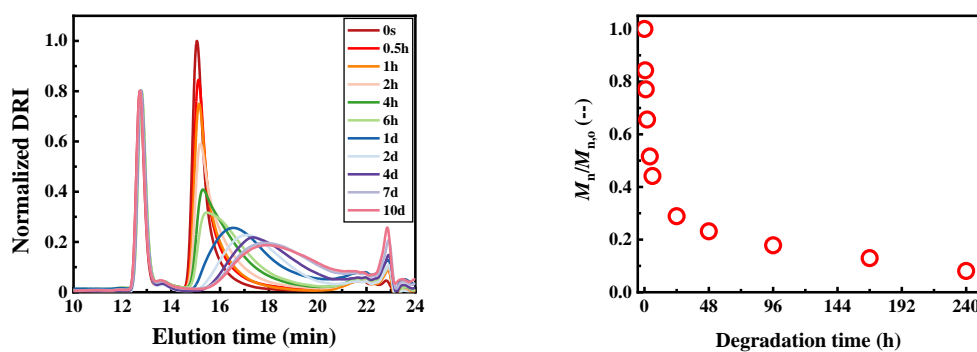 Normalized DRI
1.0
0.8
0.6
0.4
0.2
0
10 12 14 16 18 20 22 24
Elution time (min)
0s
0.5h
1h
2h
4h
6h
1d
2d
4d
7d
10d
Mn/Mn,o (--)
1.0
0.8
0.6
0.4
0.2
0
0 48 96 144 192 240
Degradation time (h)